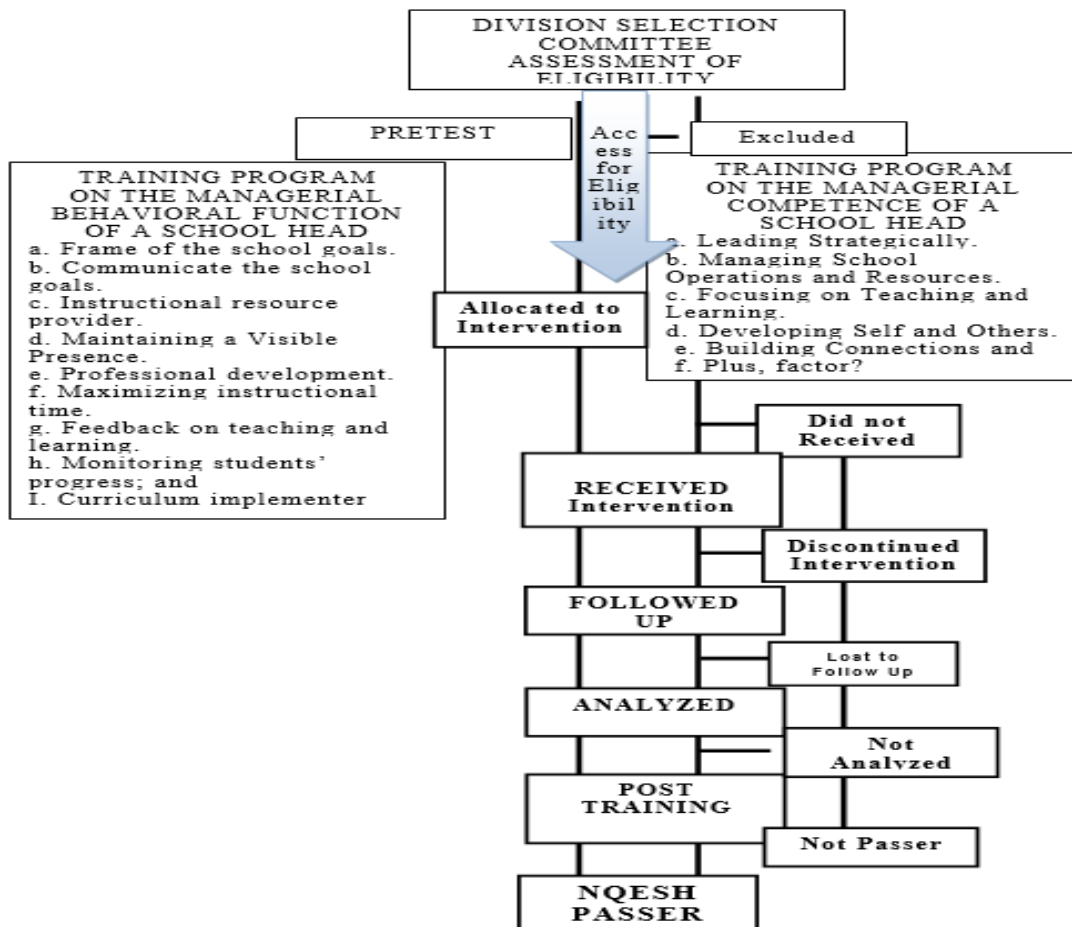 DIVISION SELECTION
COMMITTEE
ASSESSMENT OF
ELIGIBILITY
PRETEST
Acc
ess
for
Elig
ibil
ity
Excluded
TRAINING PROGRAM
ON THE MANAGERIAL
BEHAVIORAL FUNCTION
OF A SCHOOL HEAD
a. Frame of the school goals.
b. Communicate the school
goals.
c. Instructional resource
provider.
d. Maintaining a Visible
Presence.
e. Professional development.
f. Maximizing instructional
time.
g. Feedback on teaching and
learning.
h. Monitoring students’
progress; and
I. Curriculum implementer
TRAINING PROGRAM
ON THE MANAGERIAL
COMPETENCE OF A
SCHOOL HEAD
a. Leading Strategically.
b. Managing School
Operations and Resources.
c. Focusing on Teaching and
Learning.
d. Developing Self and Others.
e. Building Connections and
f. Plus, factor?
Allocated to
Intervention
Did not
Received
RECEIVED
Intervention
Discontinued
Intervention
FOLLOWED
UP
Lost to
Follow Up
ANALYZED
Not
Analyzed
POST
TRAINING
Not Passer
NQESH
PASSER